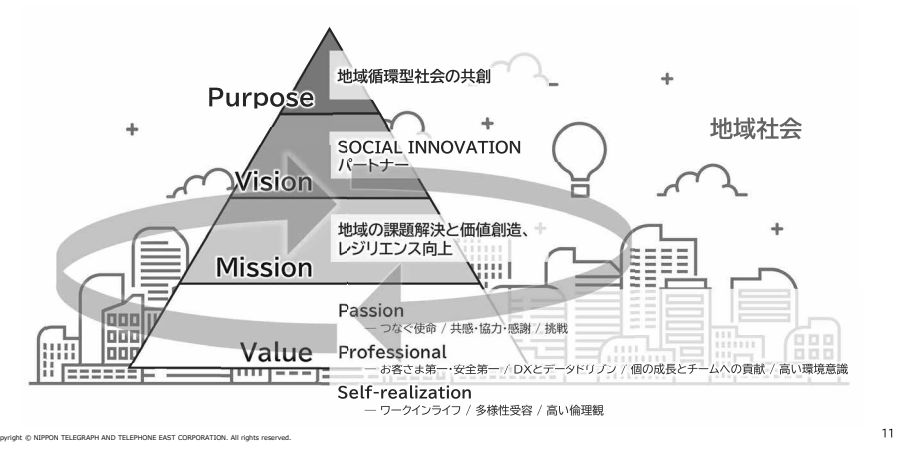 地域循環型社会の共創
Purpose
地域社会
SOCIAL INNOVATION
パートナー
Vision
地域の課題解決と価値創造、
レジリエンス向上
Mission
Passion
― つなぐ使命 / 共感・協力・感謝 / 挑戦
Value
Professional
― お客さま第一・安全第一 / DXとデータドリブン / 個の成長とチームへの貢献 / 高い環境意識
Self-realization
― ワークインライフ / 多様性受容 / 高い倫理観
pyright © NIPPON TELEGRAPH AND TELEPHONE EAST CORPORATION. All rights reserved.
11